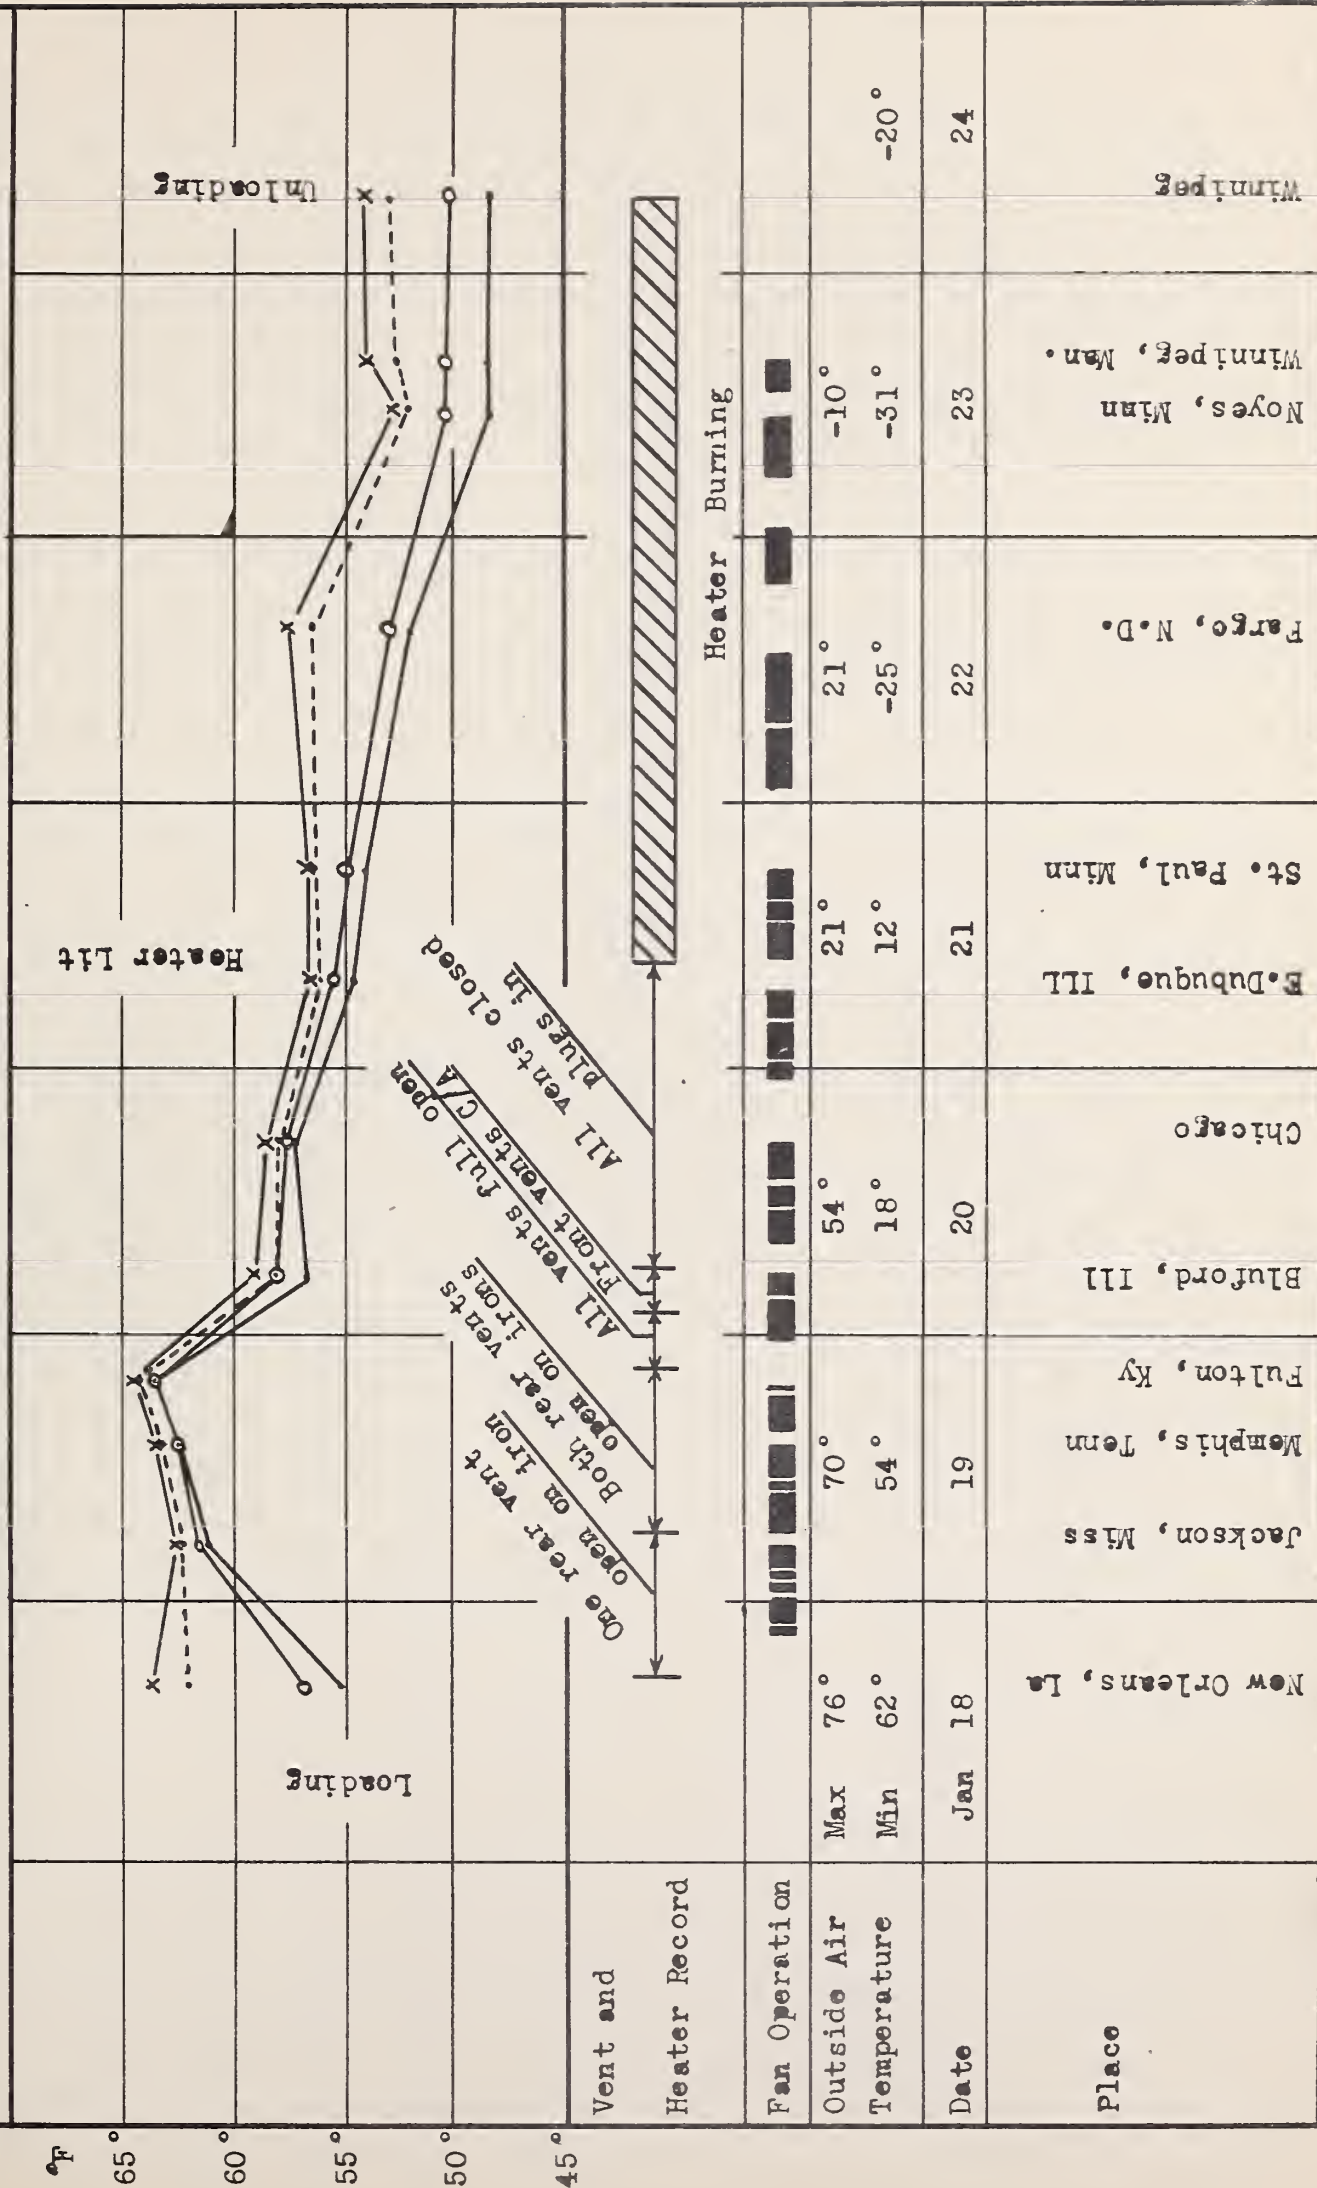 °F
65°
60°
55°
50°
45°
Loading
Heater Lit
Unloading
Vent and
Heater Record
One rear vent
open on iron
Both rear vents
open on irons
All vents full open
Front vents C/A
All vents closed
plugs in
Heater Burning
Fan Operation
Outside Air Max 76° 70° 54° 21° 21° -10°
Temperature Min 62° 54° 18° 12° -25° -31° -20°
Date Jan 18 19 20 21 22 23 24
Place
New Orleans, La
Jackson, Miss
Memphis, Tenn
Fulton, Ky
Bluford, Ill
Chicago
E.Dubuque, Ill
St. Paul, Minn
Fargo, N.D.
Noyes, Minn
Winnipeg, Man.
Winnipeg